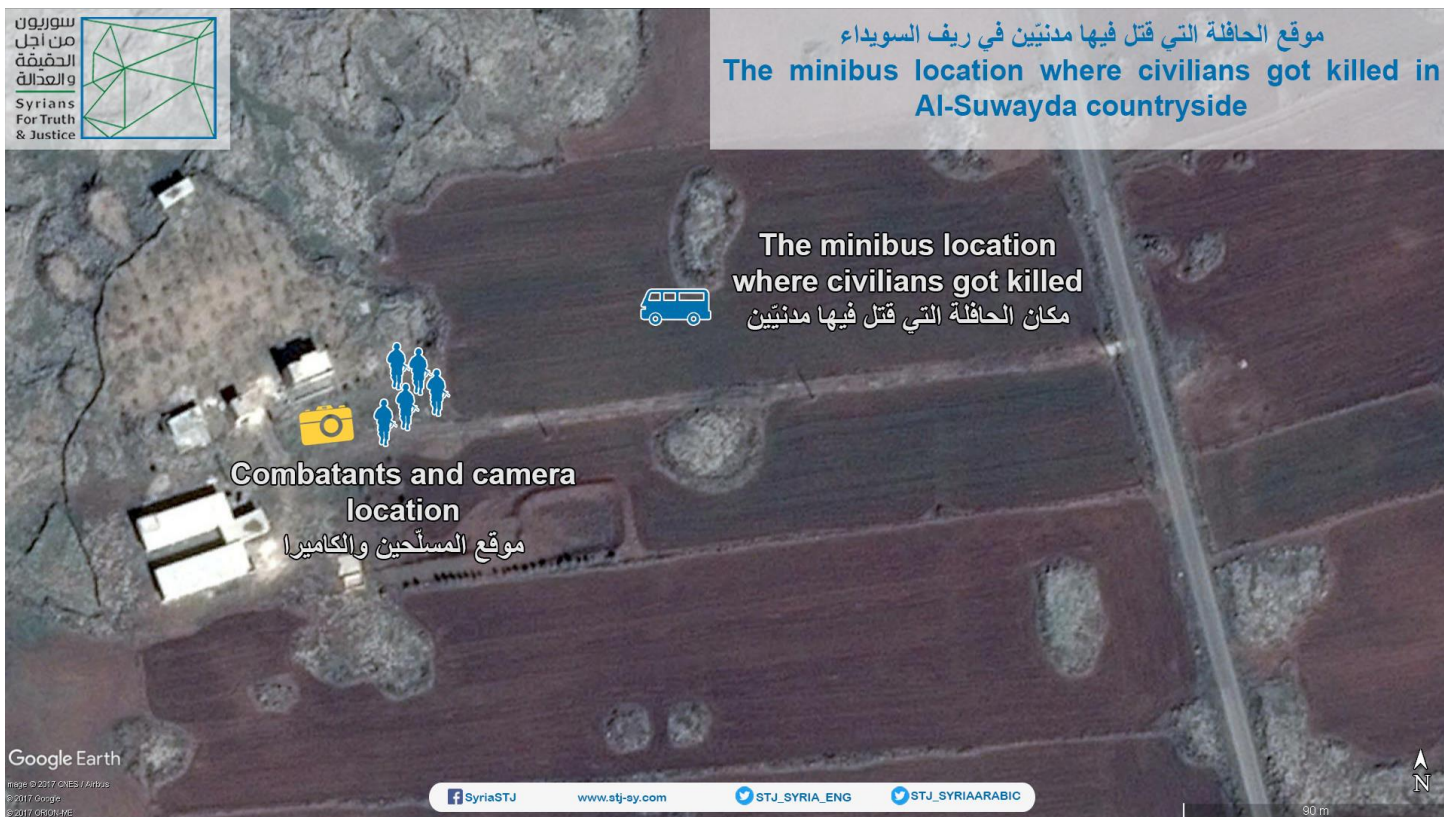 سوريون
من أجل
الحقيقة
والعدالة
Syrians
For Truth
& Justice
موقع الحافلة التي قتل فيها مدنيّين في ريف السويداء
The minibus location where civilians got killed in
Al-Suwayda countryside
The minibus location
where civilians got killed
مكان الحافلة التي قتل فيها مدنيّين
Combatants and camera
location
موقع المسلّحين والكاميرا
Google Earth
Image © 2017 CNES / Airbus
© 2017 Google
© 2017 ORION-ME
SyriaSTJ www.stj-sy.com STJ_SYRIA_ENG STJ_SYRIAARABIC
N
90 m